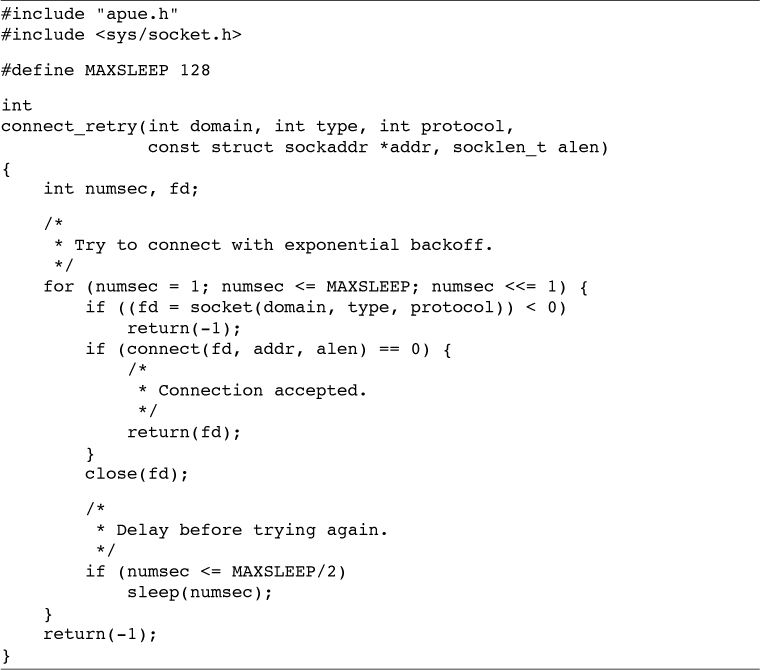 #include "apue.h"
#include <sys/socket.h>
#define MAXSLEEP 128
int
connect_retry(int domain, int type, int protocol,
              const struct sockaddr *addr, socklen_t alen)
{
    int numsec, fd;
    /*
     * Try to connect with exponential backoff.
     */
    for (numsec = 1; numsec <= MAXSLEEP; numsec <<= 1) {
        if ((fd = socket(domain, type, protocol)) < 0)
            return(-1);
        if (connect(fd, addr, alen) == 0) {
            /*
             * Connection accepted.
             */
            return(fd);
        }
        close(fd);
        /*
         * Delay before trying again.
         */
        if (numsec <= MAXSLEEP/2)
            sleep(numsec);
    }
    return(-1);
}